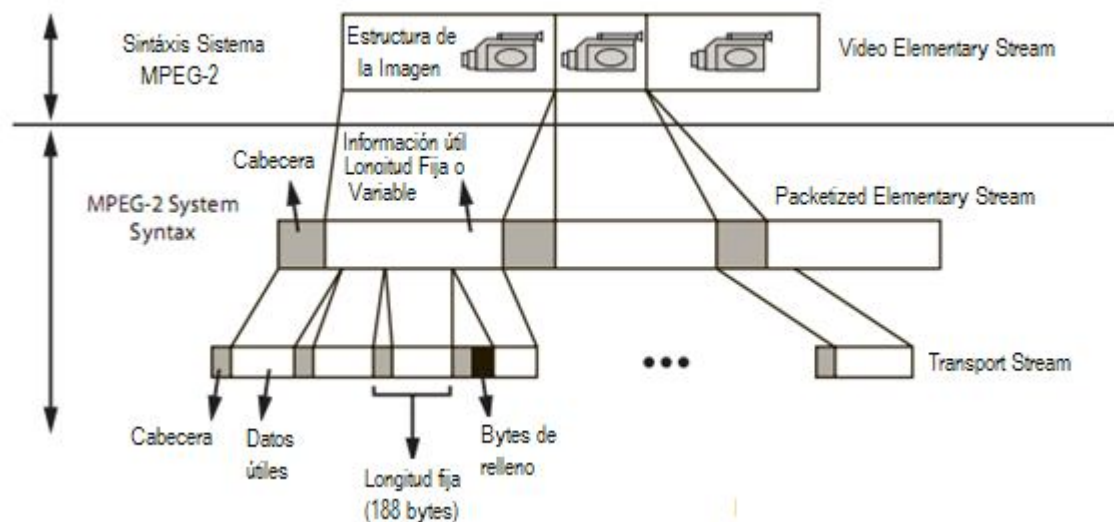 Sintáxis Sistema
MPEG-2
Estructura de
la Imagen
Video Elementary Stream
Cabecera
Información útil
Longitud Fija o
Variable
MPEG-2 System
Syntax
Packetized Elementary Stream
Transport Stream
Cabecera
Datos
útiles
Longitud fija
(188 bytes)
Bytes de
relleno